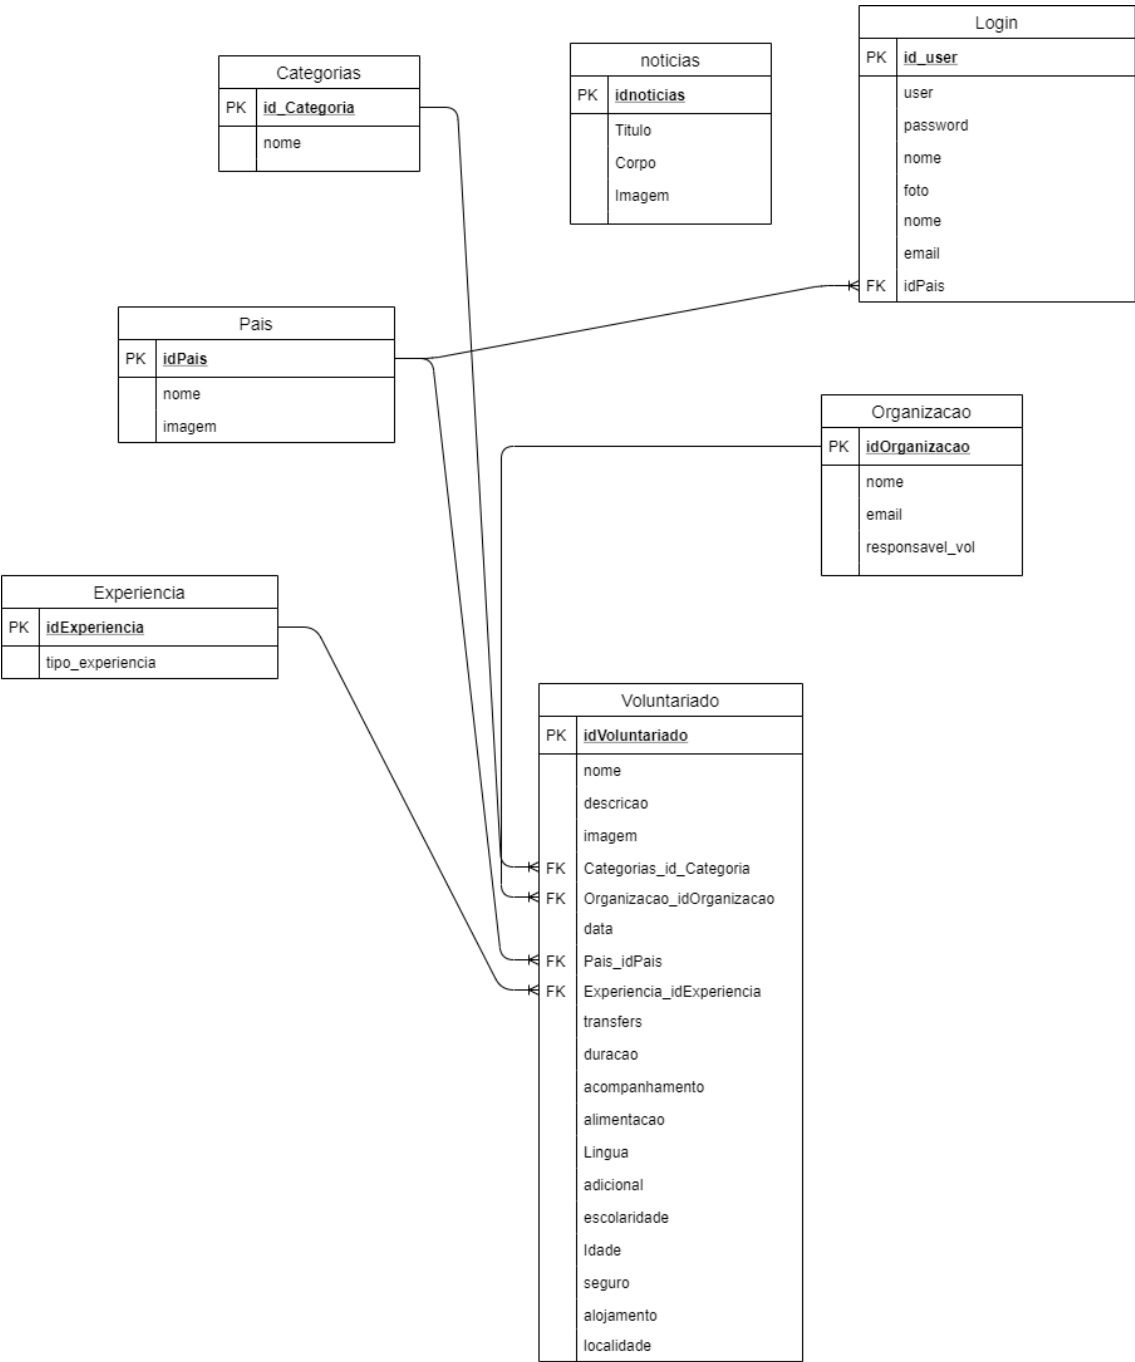 Categorias
PK id_Categoria
nome
noticias
PK idnoticias
Titulo
Corpo
Imagem
Login
PK id_user
user
password
nome
foto
nome
email
FK idPais
Pais
PK idPais
nome
imagem
Organizacao
PK idOrganizacao
nome
email
responsavel_vol
Experiencia
PK idExperiencia
tipo_experiencia
Voluntariado
PK idVoluntariado
nome
descricao
imagem
FK Categorias_id_Categoria
FK Organizacao_idOrganizacao
data
FK Pais_idPais
FK Experiencia_idExperiencia
transfers
duracao
acompanhamento
alimentacao
Lingua
adicional
escolaridade
Idade
seguro
alojamento
localidade